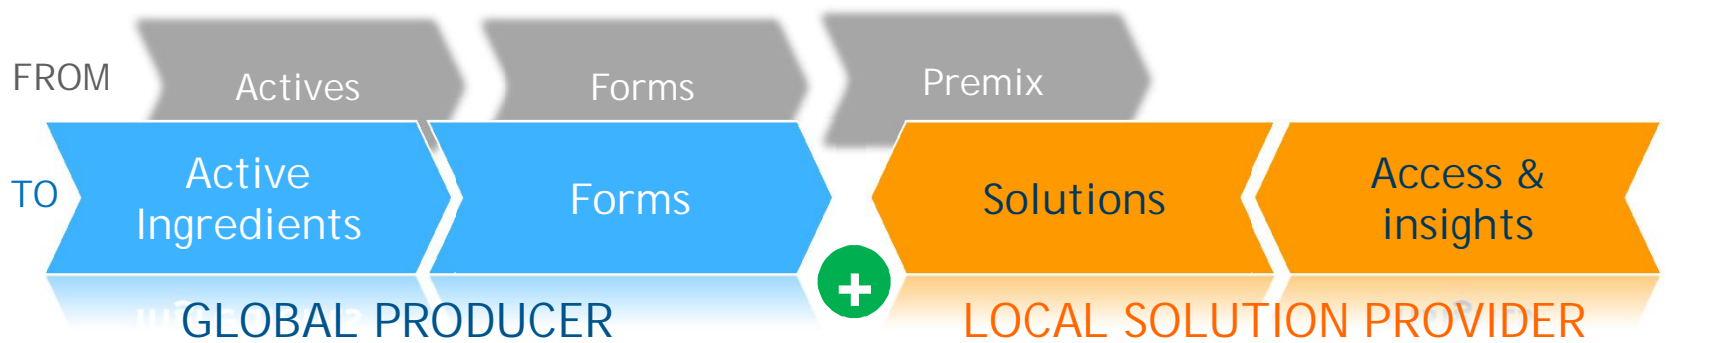 FROM
Actives
Forms
Premix
TO
Active
Ingredients
Forms
Solutions
Access &
insights
+
GLOBAL PRODUCER
LOCAL SOLUTION PROVIDER